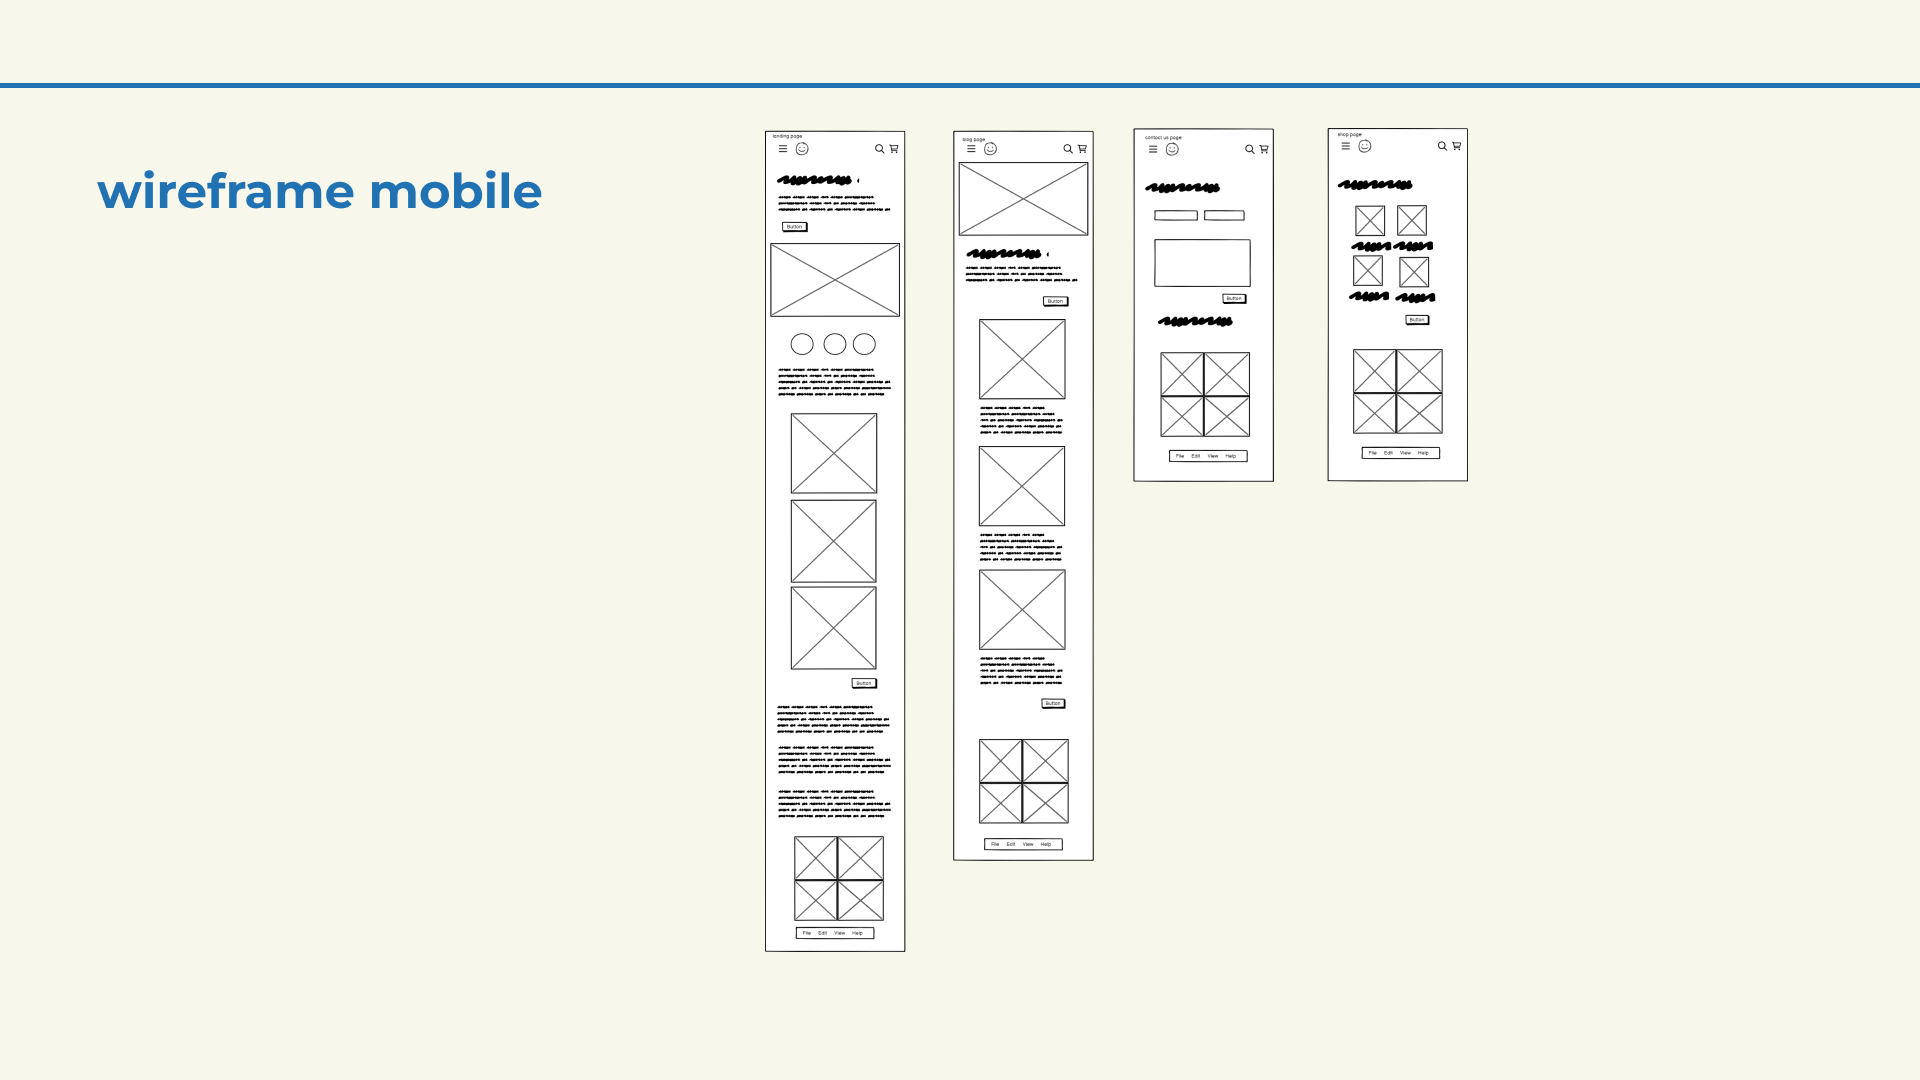 wireframe mobile
landing page
Button
Button
File Edit View Help
blog page
Button
Button
File Edit View Help
contact us page
Button
File Edit View Help
shop page
Button
File Edit View Help